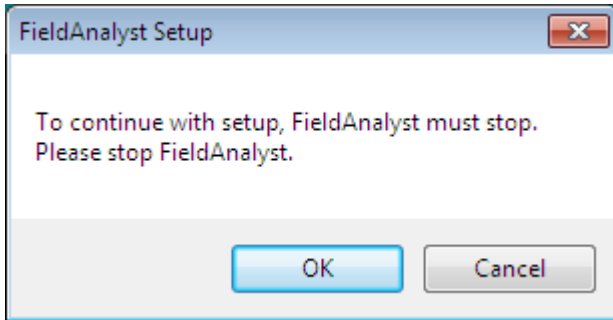 FieldAnalyst Setup
To continue with setup, FieldAnalyst must stop.
Please stop FieldAnalyst.
OK
Cancel